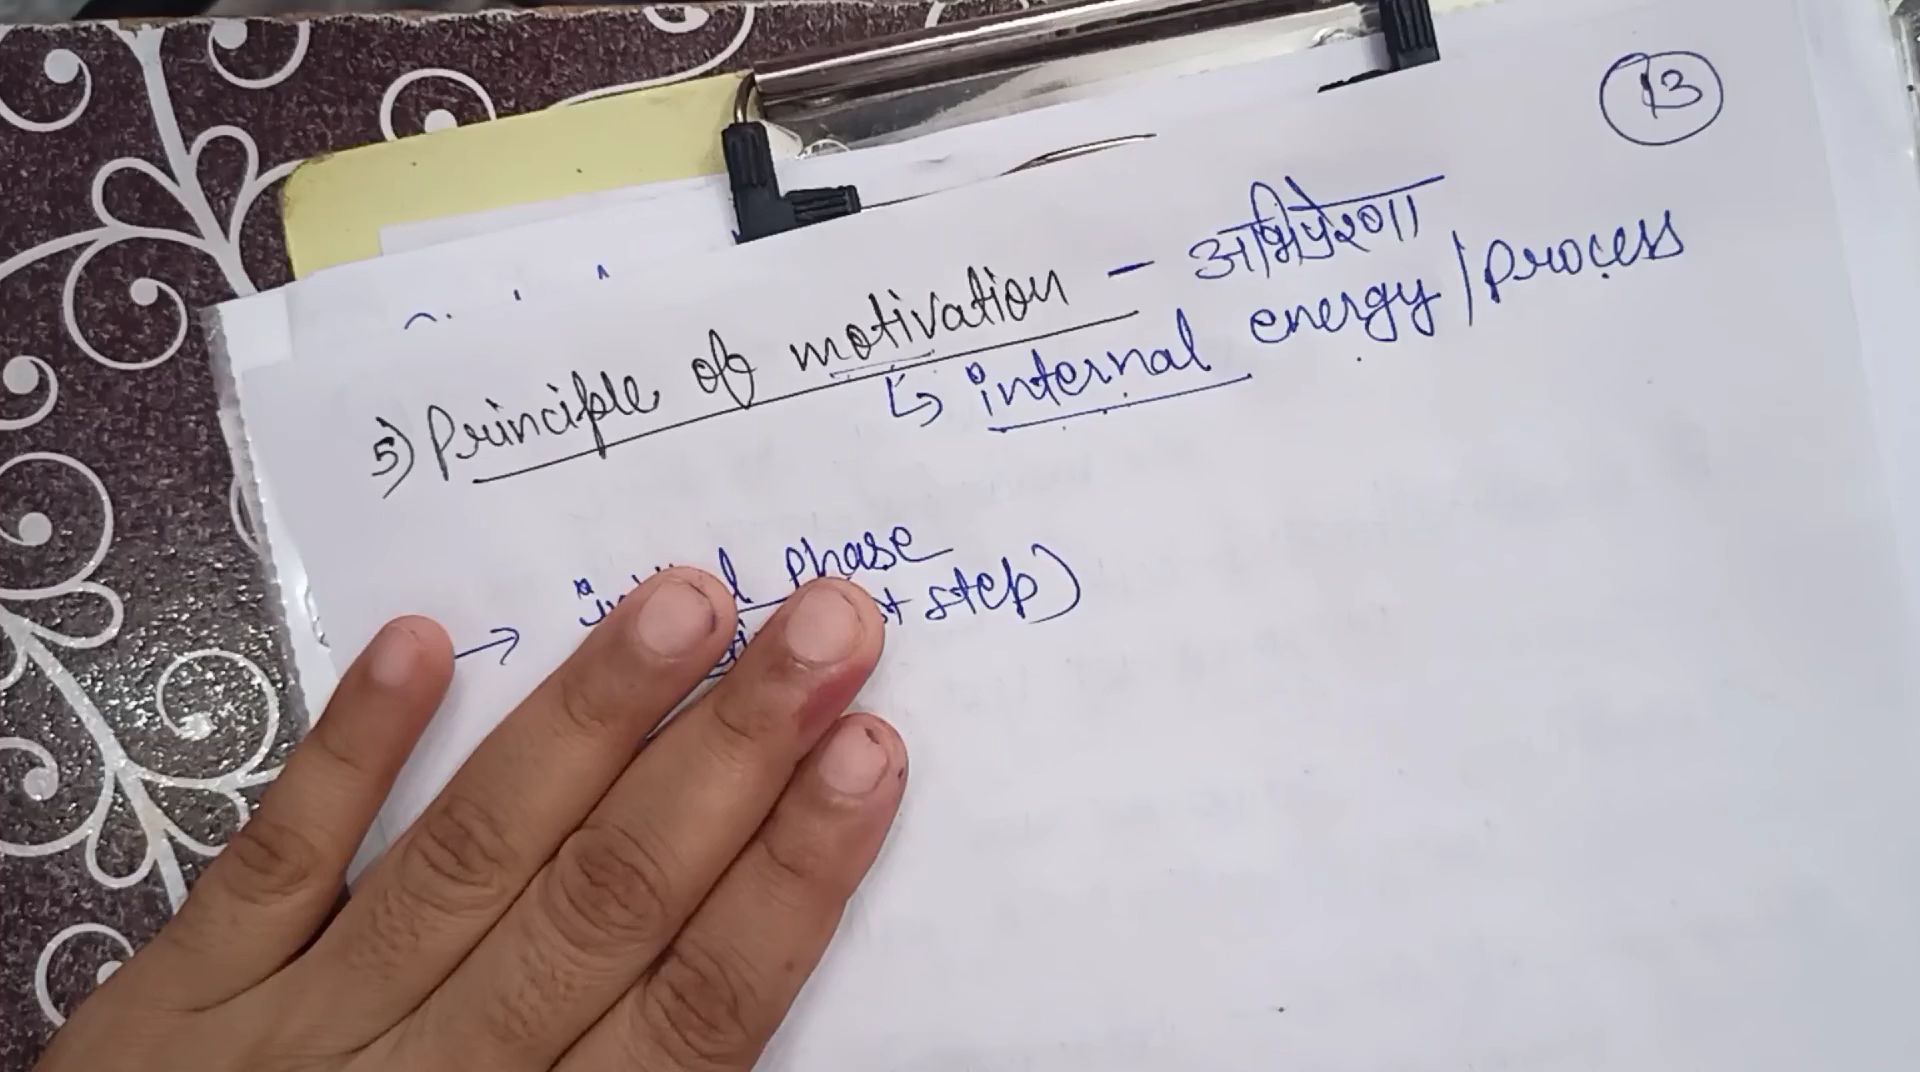 13
5) Principle of motivation - अभिप्रेरणा
↳ internal energy / process
→ phase
step)